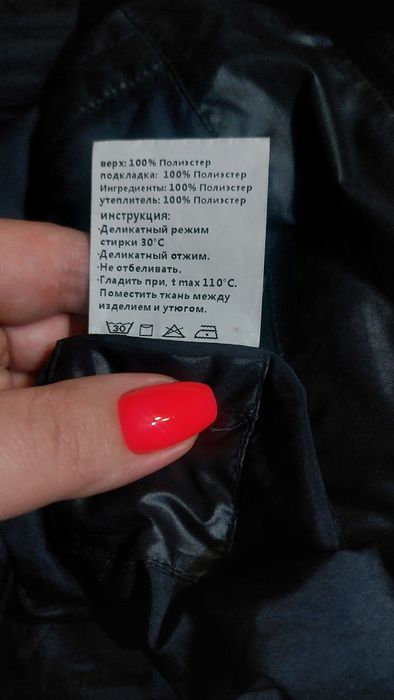 верх: 100% Полиэстер
подкладка: 100% Полиэстер
Ингредиенты: 100% Полиэстер
утеплитель: 100% Полиэстер
инструкция:
·Деликатный режим
стирки 30°C
·Деликатный отжим.
·Не отбеливать.
·Гладить при, t max 110°C.
Поместить ткань между
изделием и утюгом.
30